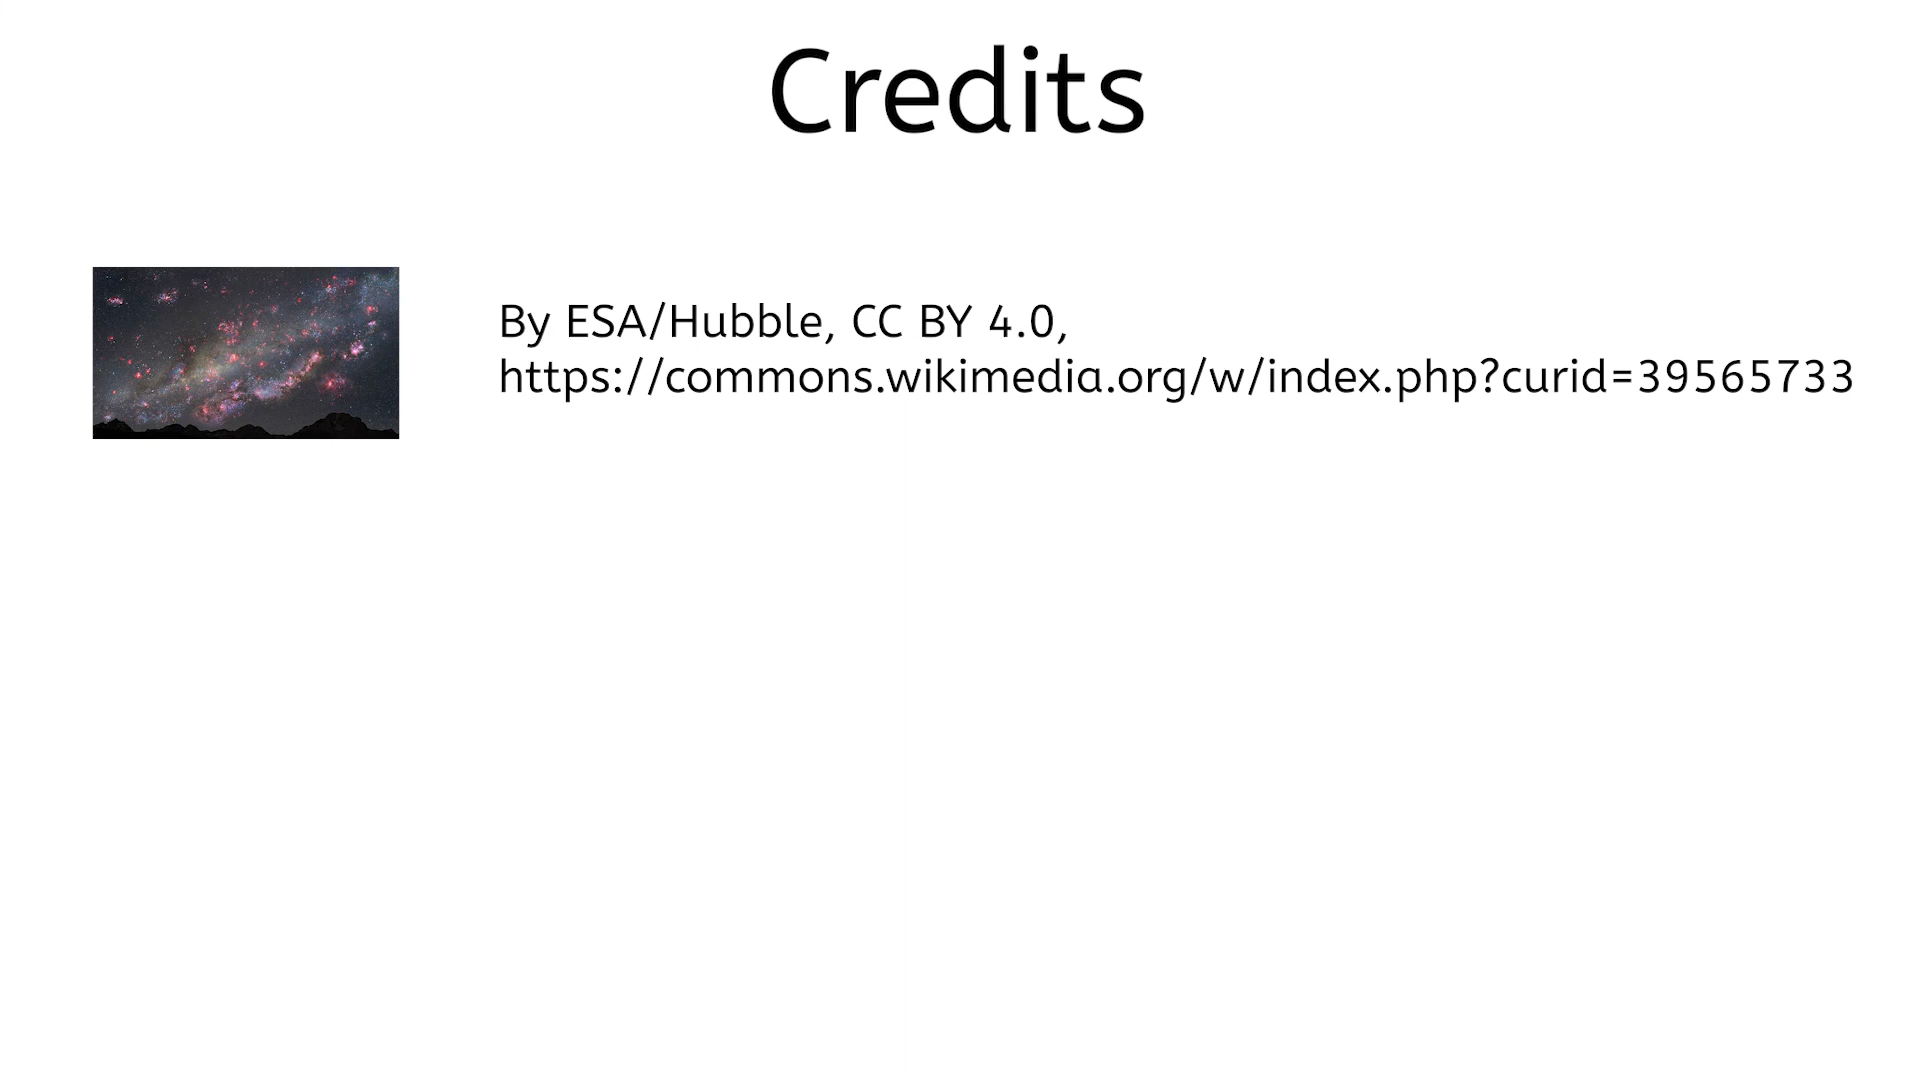 Credits
By ESA/Hubble, CC BY 4.0,
https://commons.wikimedia.org/w/index.php?curid=39565733